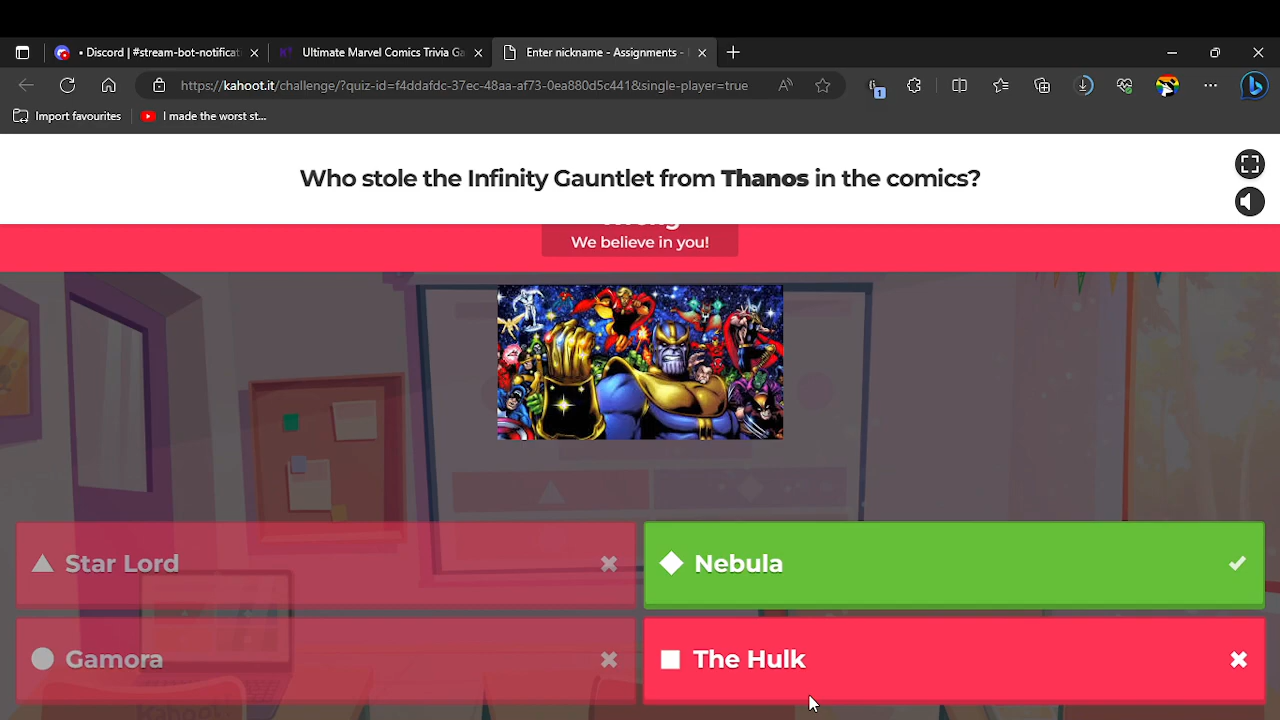 • Discord | #stream-bot-notificat
Ultimate Marvel Comics Trivia Ga
Enter nickname - Assignments -
https://kahoot.it/challenge/?quiz-id=f4ddafdc-37ec-48aa-af73-0ea880d5c441&single-player=true
1
Import favourites
I made the worst st...
Who stole the Infinity Gauntlet from Thanos in the comics?
We believe in you!
Star Lord
Nebula
Gamora
The Hulk